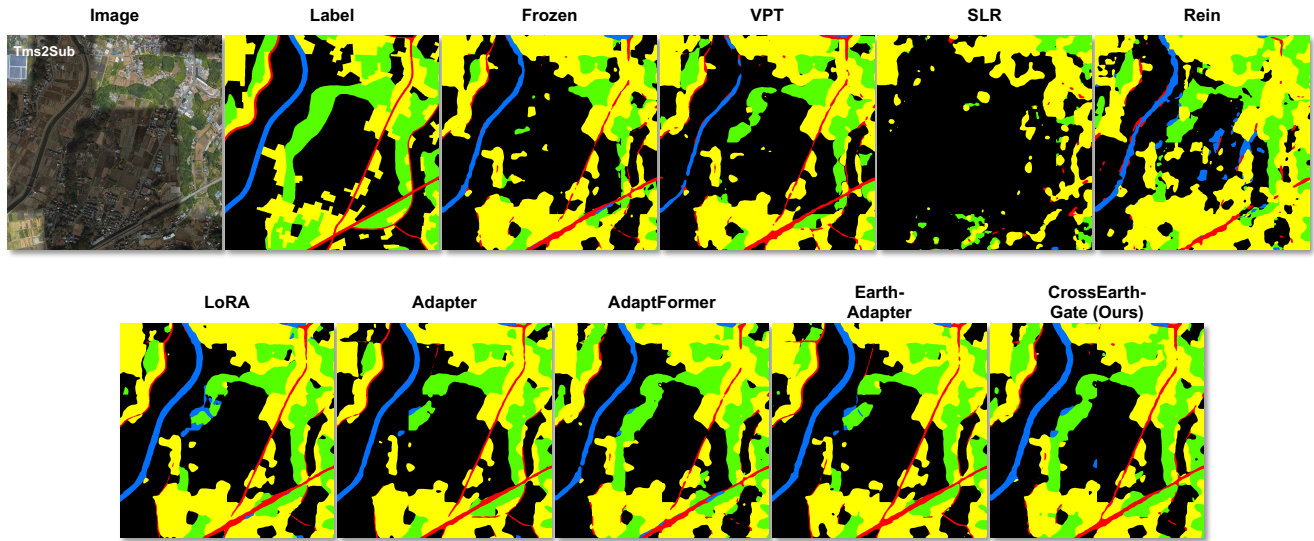 Image
Label
Frozen
VPT
SLR
Rein
Tms2Sub
LoRA
Adapter
AdaptFormer
Earth-
Adapter
CrossEarth-
Gate (Ours)